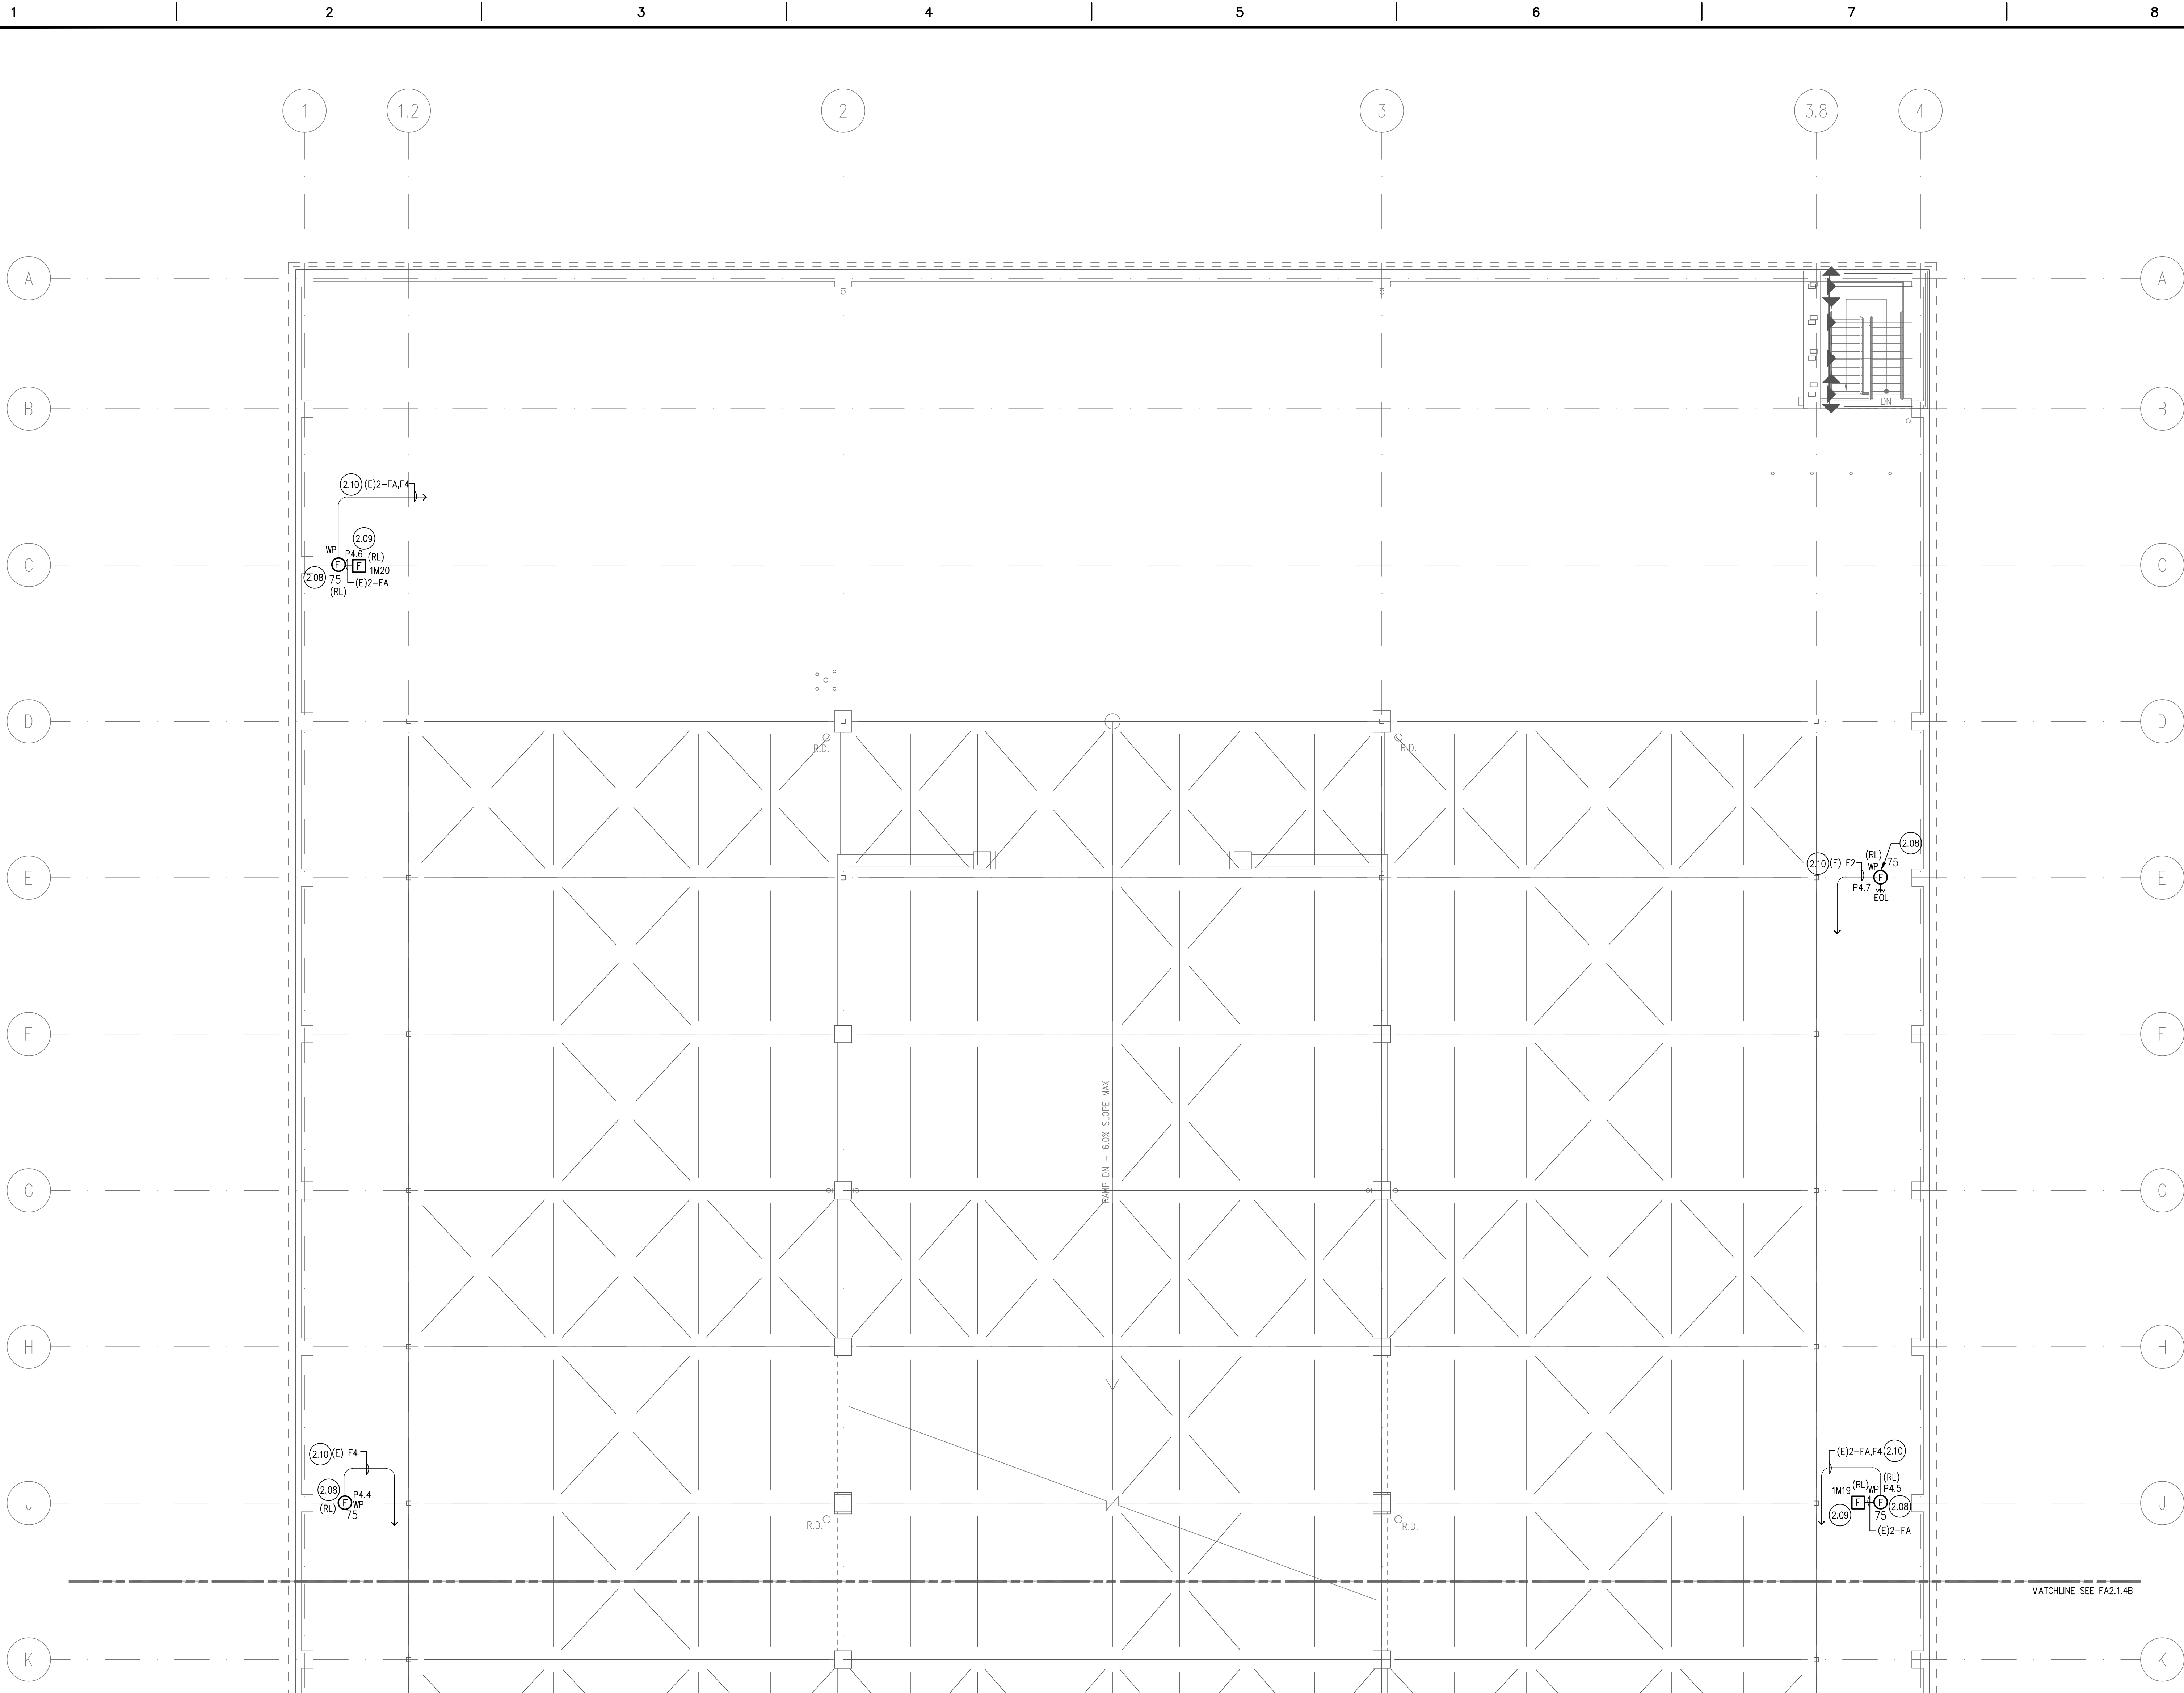 1 2 3 4 5 6 7 8
1 1.2 2 3 3.8 4
A A
DN
B B
2.10 (E)2-FA,F4
2.09
WP P4.6 (RL)
C F F 1M20 C
2.08 75 (E)2-FA
(RL)
D D
R.D. R.D.
2.08
(RL) 75
2.10 (E) F2 WP
E F E
P4.7
EOL
F F
RAMP DN - 6.0% SLOPE MAX
G G
H H
2.10 (E) F4 (E)2-FA,F4 2.10
2.08 P4.4 (RL)
1M19 (RL) WP P4.5
J F WP F F J
(RL) 75 2.09 75 2.08
R.D. R.D. (E)2-FA
MATCHLINE SEE FA2.1.4B
K K